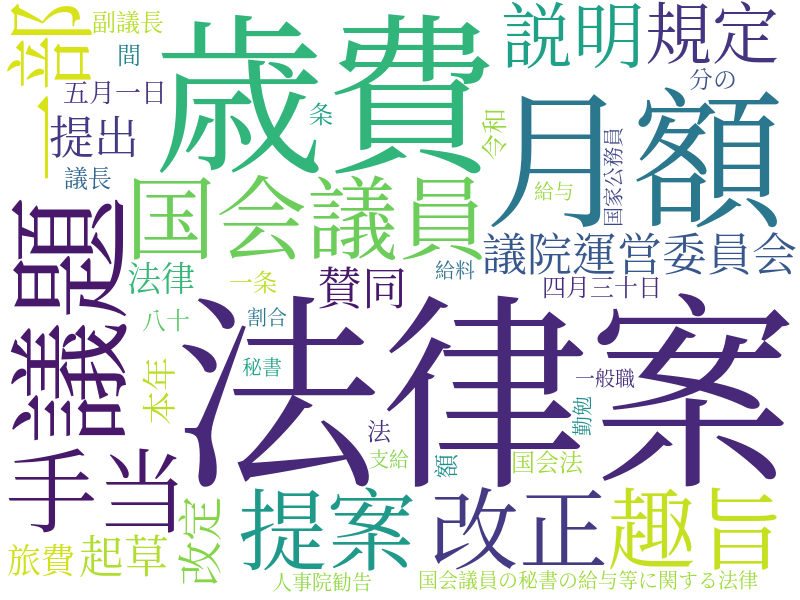 一部
副議長
間
五月一日
提出
議長
歳費
条
国会議員
説明
規定
分の
月額
令和
国家公務員
給与
議院運営委員会
議題
法律
一条
賛同
給料
四月三十日
八十
割合
本年
秘書
法律案
一般職
勤勉
法
支給
額
国会法
手当
旅費
起草
改定
提案
改正
趣旨
人事院勧告
国会議員の秘書の給与等に関する法律